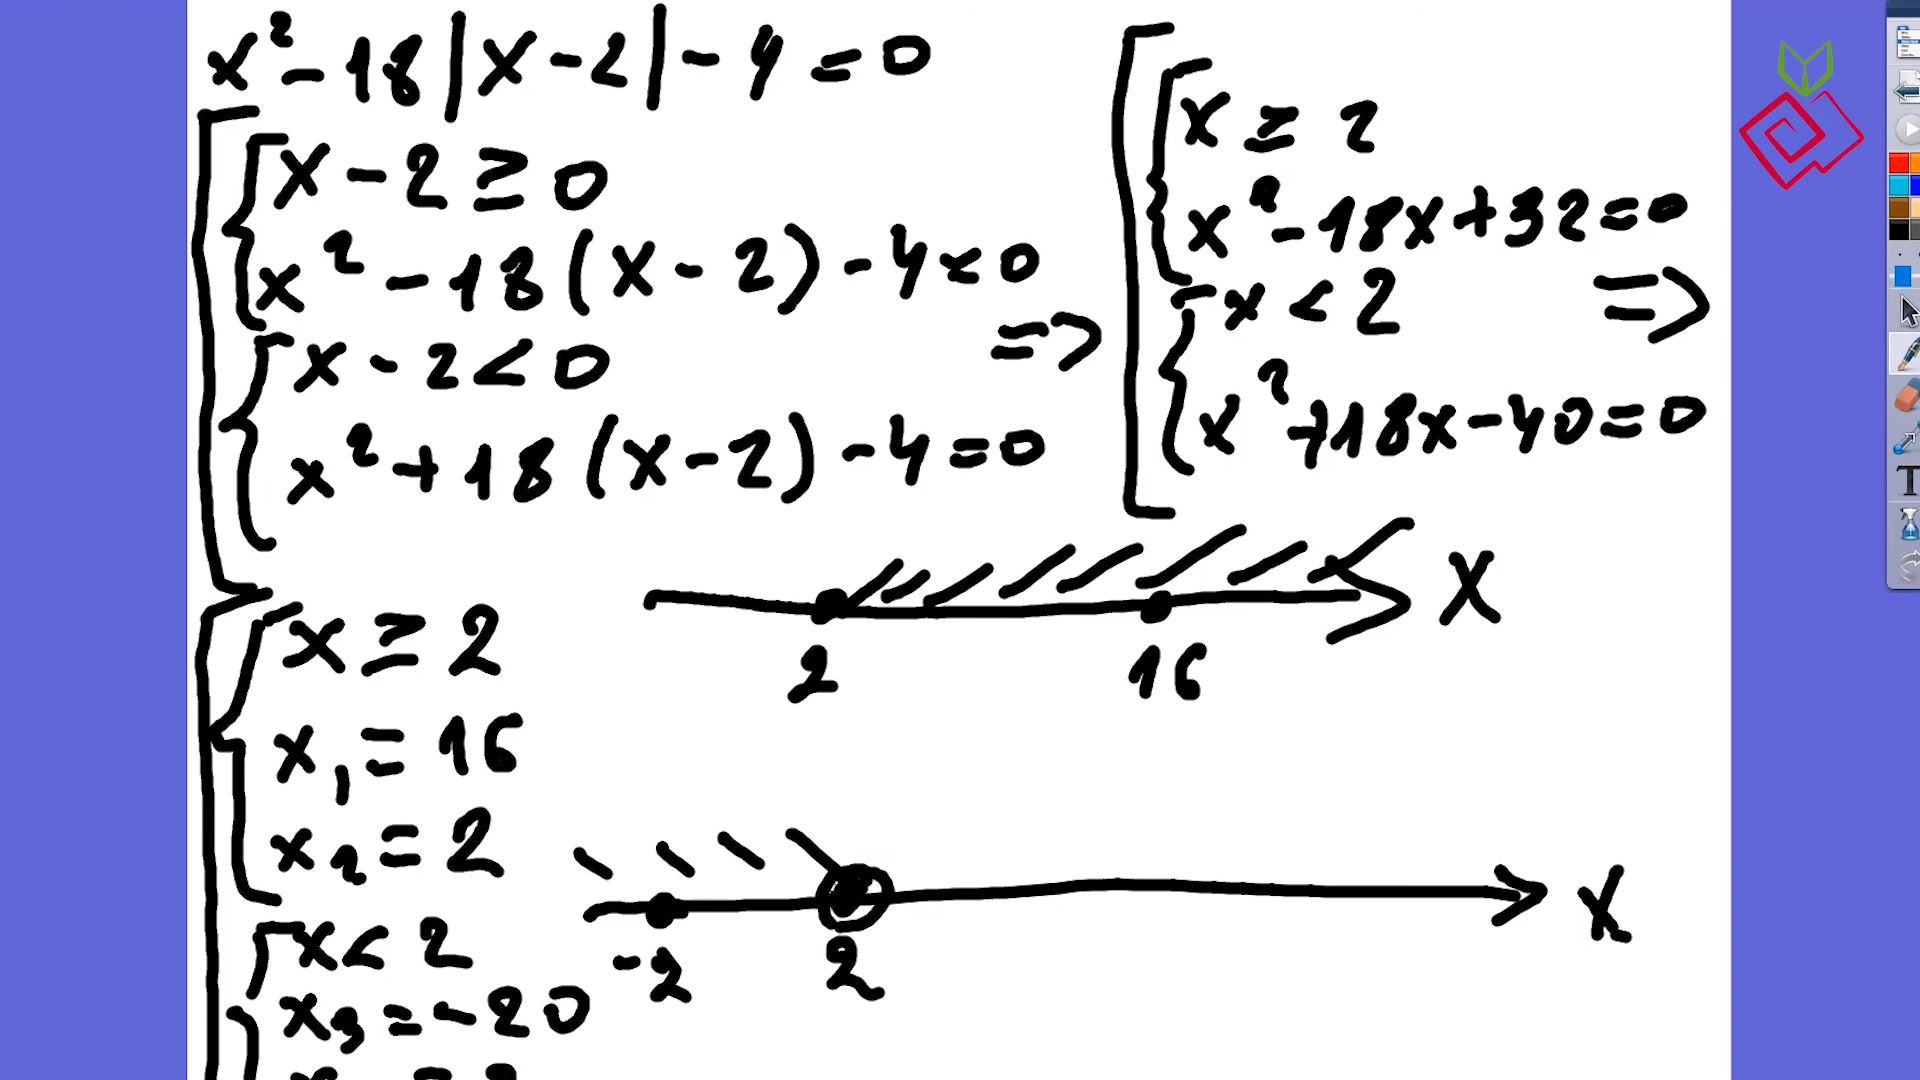 x² - 18|x - 2| - 4 = 0
x - 2 ≥ 0
x² - 18(x - 2) - 4 = 0
x - 2 < 0
x² + 18(x - 2) - 4 = 0
=>
x ≥ 2
x² - 18x + 32 = 0
x < 2
x² + 18x - 40 = 0
=>
x ≥ 2
x₁ = 16
x₂ = 2
x < 2
x₃ = -20
2
16
X
-2
2
X
T